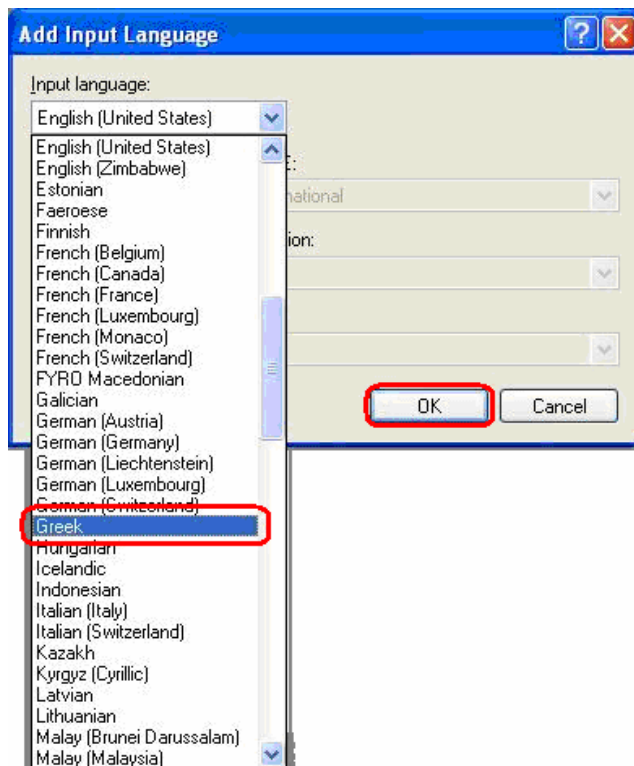 Add Input Language
Input language:
English (United States)
English (United States)
English (Zimbabwe)
Estonian
Faeroese
Finnish
French (Belgium)
French (Canada)
French (France)
French (Luxembourg)
French (Monaco)
French (Switzerland)
FYRO Macedonian
Galician
German (Austria)
German (Germany)
German (Liechtenstein)
German (Luxembourg)
German (Switzerland)
Greek
Hungarian
Icelandic
Indonesian
Italian (Italy)
Italian (Switzerland)
Kazakh
Kyrgyz (Cyrillic)
Latvian
Lithuanian
Malay (Brunei Darussalam)
Malay (Malaysia)
E:
national
ion:
OK
Cancel